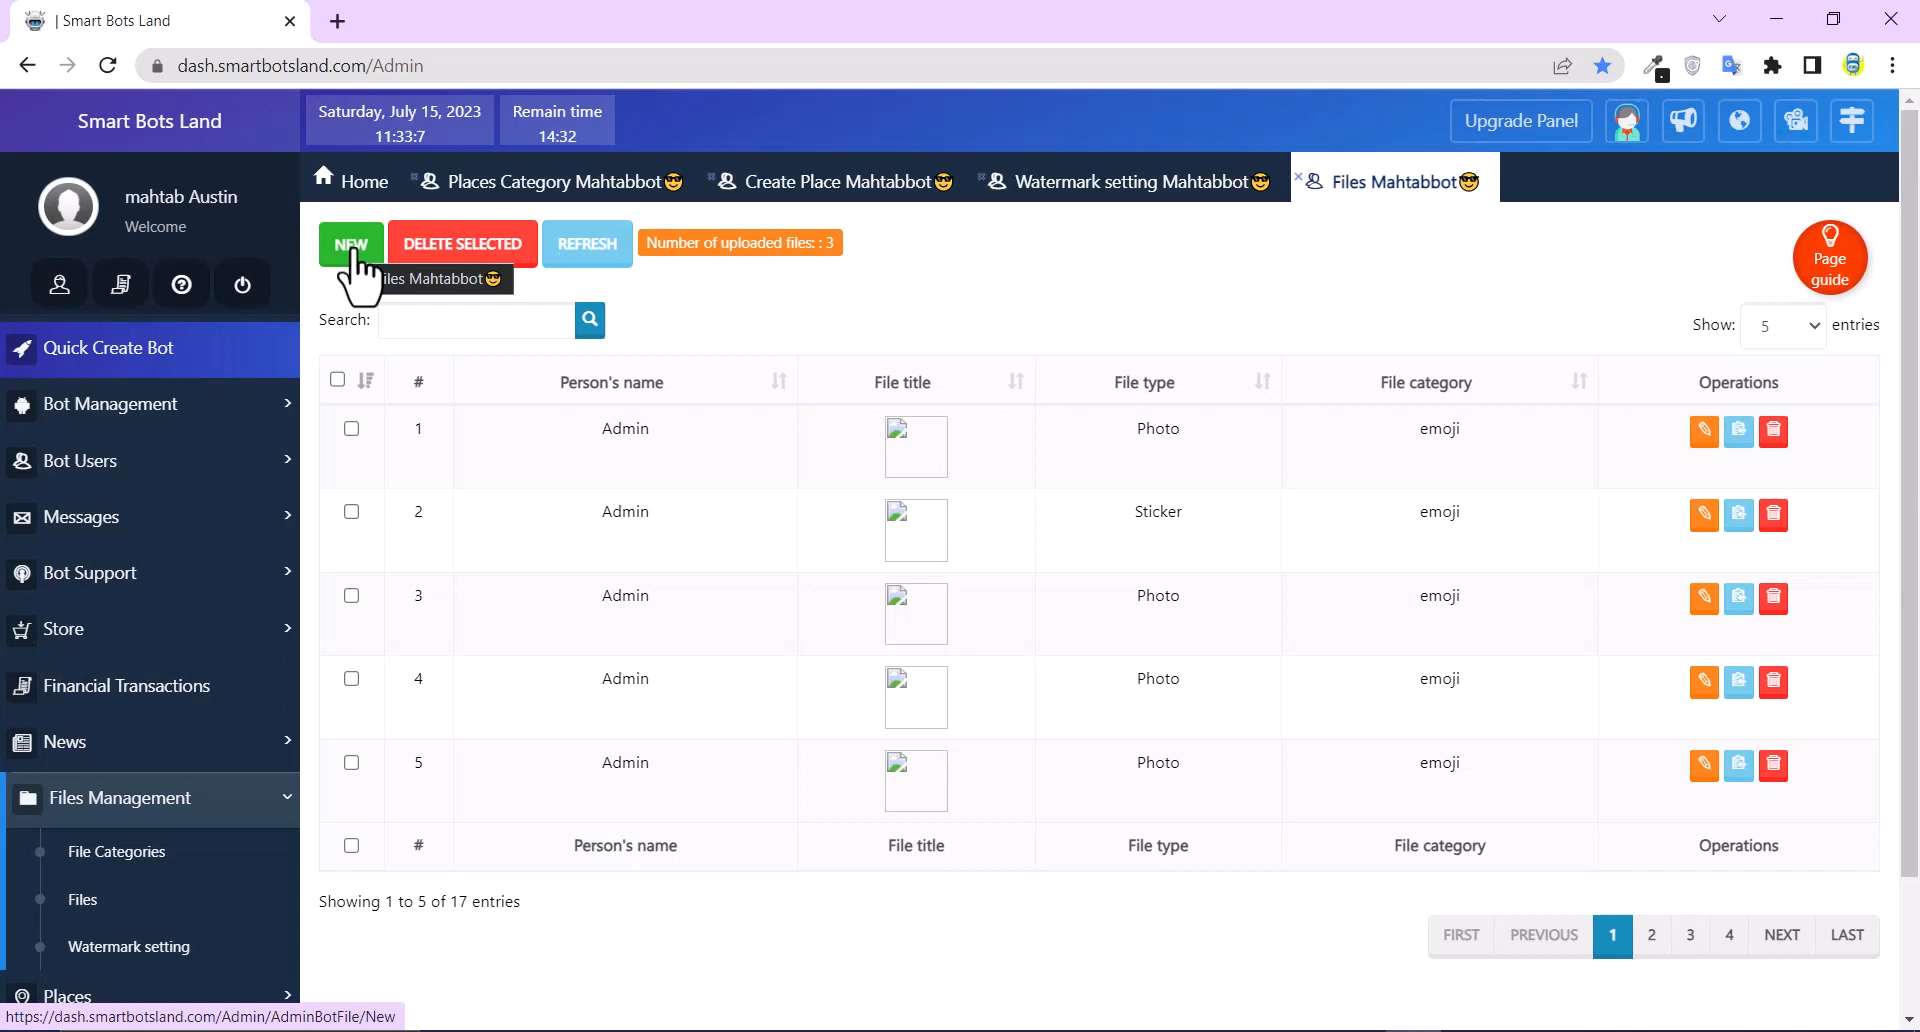 | Smart Bots Land
dash.smartbotsland.com/Admin
Smart Bots Land
Saturday, July 15, 2023
11:33:7
Remain time
14:32
Upgrade Panel
mahtab Austin
Welcome
Home
Places Category Mahtabbot😎
Create Place Mahtabbot😎
Watermark setting Mahtabbot😎
Files Mahtabbot😎
NEW
DELETE SELECTED
REFRESH
Number of uploaded files: : 3
Page
guide
Mahtabbot😎
Search:
Show: 5 entries
Quick Create Bot
Bot Management
Bot Users
Messages
Bot Support
Store
Financial Transactions
News
Files Management
File Categories
Files
Watermark setting
Places
# Person's name File title File type File category Operations
1 Admin Photo emoji
2 Admin Sticker emoji
3 Admin Photo emoji
4 Admin Photo emoji
5 Admin Photo emoji
# Person's name File title File type File category Operations
Showing 1 to 5 of 17 entries
FIRST PREVIOUS 1 2 3 4 NEXT LAST
https://dash.smartbotsland.com/Admin/AdminBotFile/New